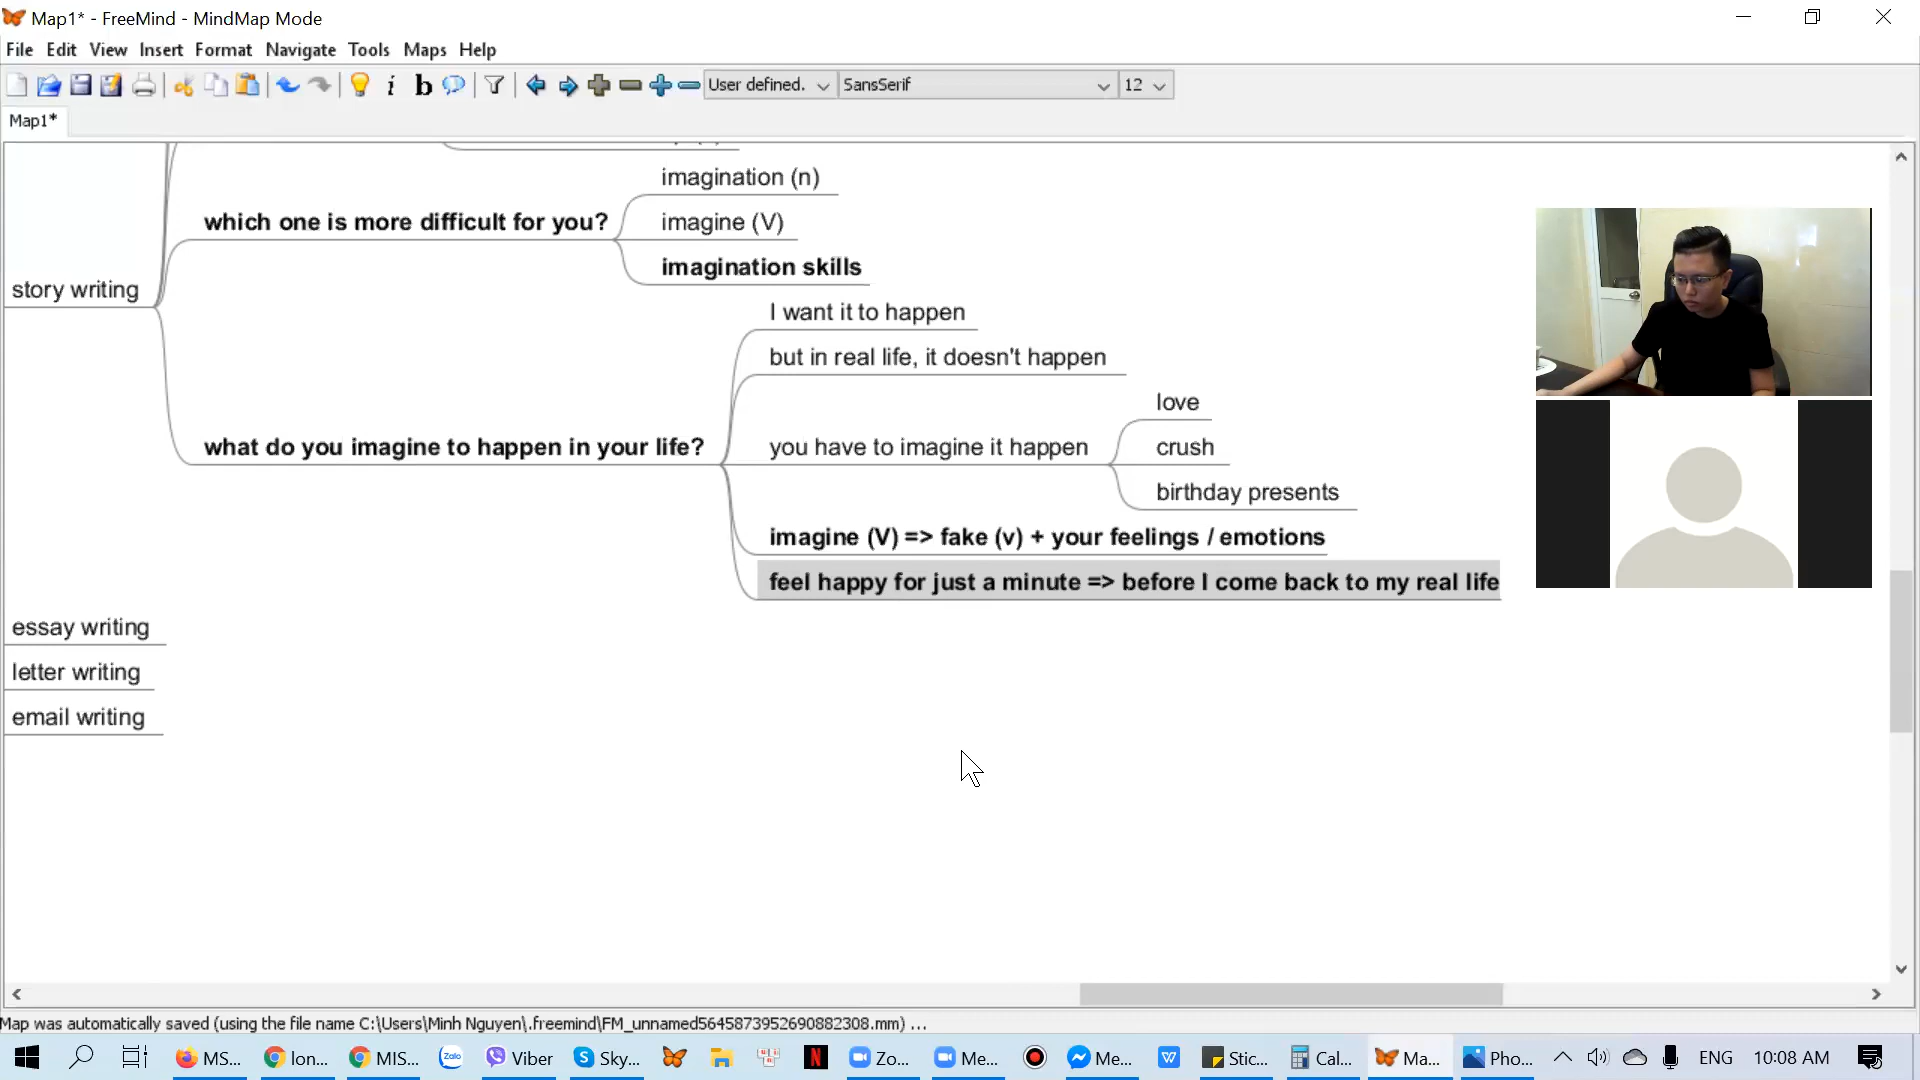 Map1* - FreeMind - MindMap Mode
File Edit View Insert Format Navigate Tools Maps Help
User defined. SansSerif 12
Map1*
imagination (n)
which one is more difficult for you?
imagine (V)
imagination skills
story writing
I want it to happen
but in real life, it doesn't happen
love
what do you imagine to happen in your life?
you have to imagine it happen
crush
birthday presents
imagine (V) => fake (v) + your feelings / emotions
feel happy for just a minute => before I come back to my real life
essay writing
letter writing
email writing
Map was automatically saved (using the file name C:\Users\Minh Nguyen\.freemind\FM_unnamed5645873952690882308.mm) ...
MS... lon... MIS... Zalo Viber Sky... Zo... Me... Me... Stic... Cal... Ma... Pho... ENG 10:08 AM